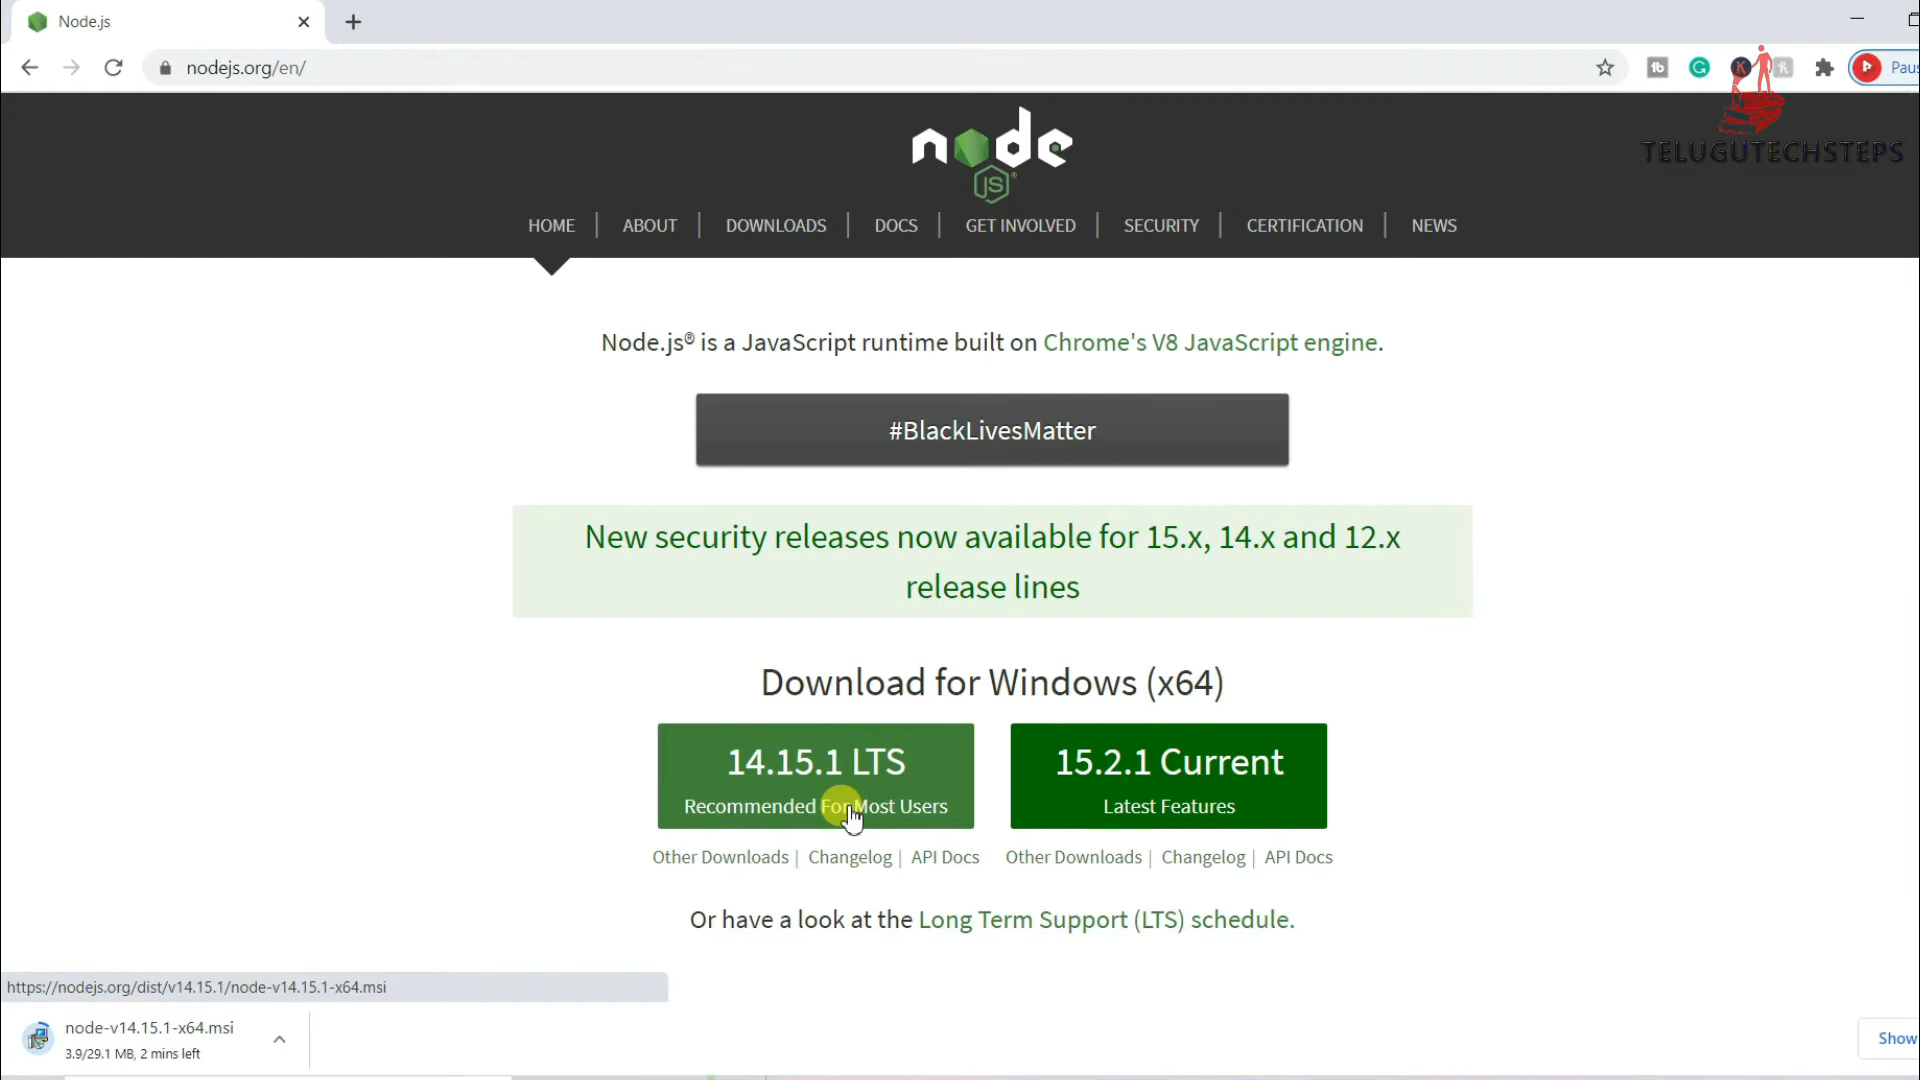 Node.js
nodejs.org/en/
Paus
TELUGUTECHSTEPS
node
JS
HOME | ABOUT | DOWNLOADS | DOCS | GET INVOLVED | SECURITY | CERTIFICATION | NEWS
Node.js® is a JavaScript runtime built on Chrome's V8 JavaScript engine.
#BlackLivesMatter
New security releases now available for 15.x, 14.x and 12.x
release lines
Download for Windows (x64)
14.15.1 LTS
Recommended For Most Users
15.2.1 Current
Latest Features
Other Downloads | Changelog | API Docs
Other Downloads | Changelog | API Docs
Or have a look at the Long Term Support (LTS) schedule.
https://nodejs.org/dist/v14.15.1/node-v14.15.1-x64.msi
node-v14.15.1-x64.msi
3.9/29.1 MB, 2 mins left
Show